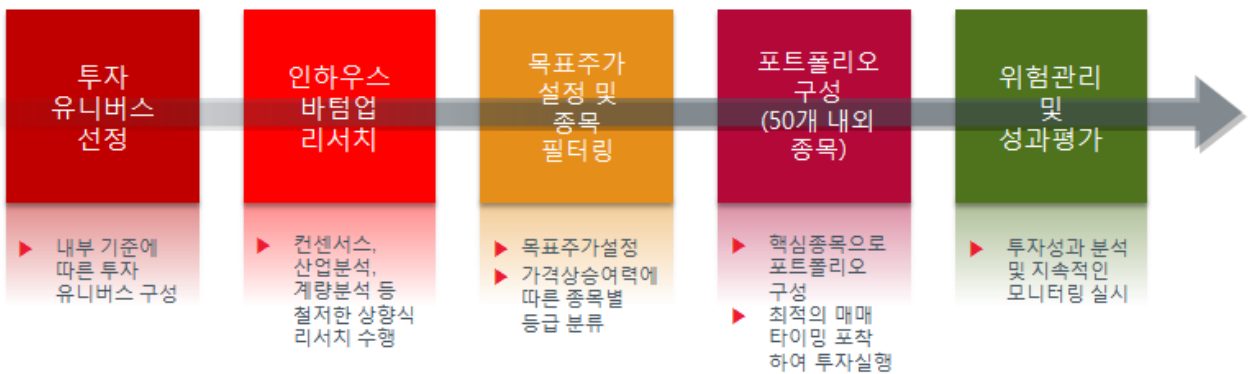 투자
유니버스
선정
인하우스
바텀업
리서치
목표주가
설정 및
종목
필터링
포트폴리오
구성
(50개 내외
종목)
위험관리
및
성과평가
▶ 내부 기준에
따른 투자
유니버스 구성
▶ 컨센서스,
산업분석,
계량분석 등
철저한 상향식
리서치 수행
▶ 목표주가설정
▶ 가격상승여력에
따른 종목별
등급 분류
▶ 핵심종목으로
포트폴리오
구성
▶ 최적의 매매
타이밍 포착
하여 투자실행
▶ 투자성과 분석
및 지속적인
모니터링 실시